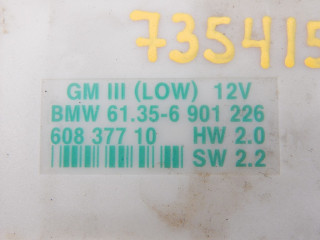 735415
GM III (LOW) 12V
BMW 61.35-6 901 226
608 377 10 HW 2.0
SW 2.2